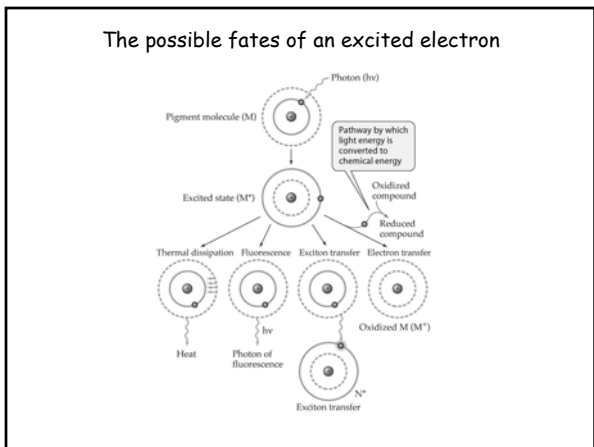 The possible fates of an excited electron
Photon (hv)
Pigment molecule (M)
Pathway by which
light energy is
converted to
chemical energy
Excited state (M*)
Oxidized
compound
Reduced
compound
Thermal dissipation
Fluorescence
Exciton transfer
Electron transfer
hv
Oxidized M (M⁺)
Heat
Photon of
fluorescence
N*
Exciton transfer